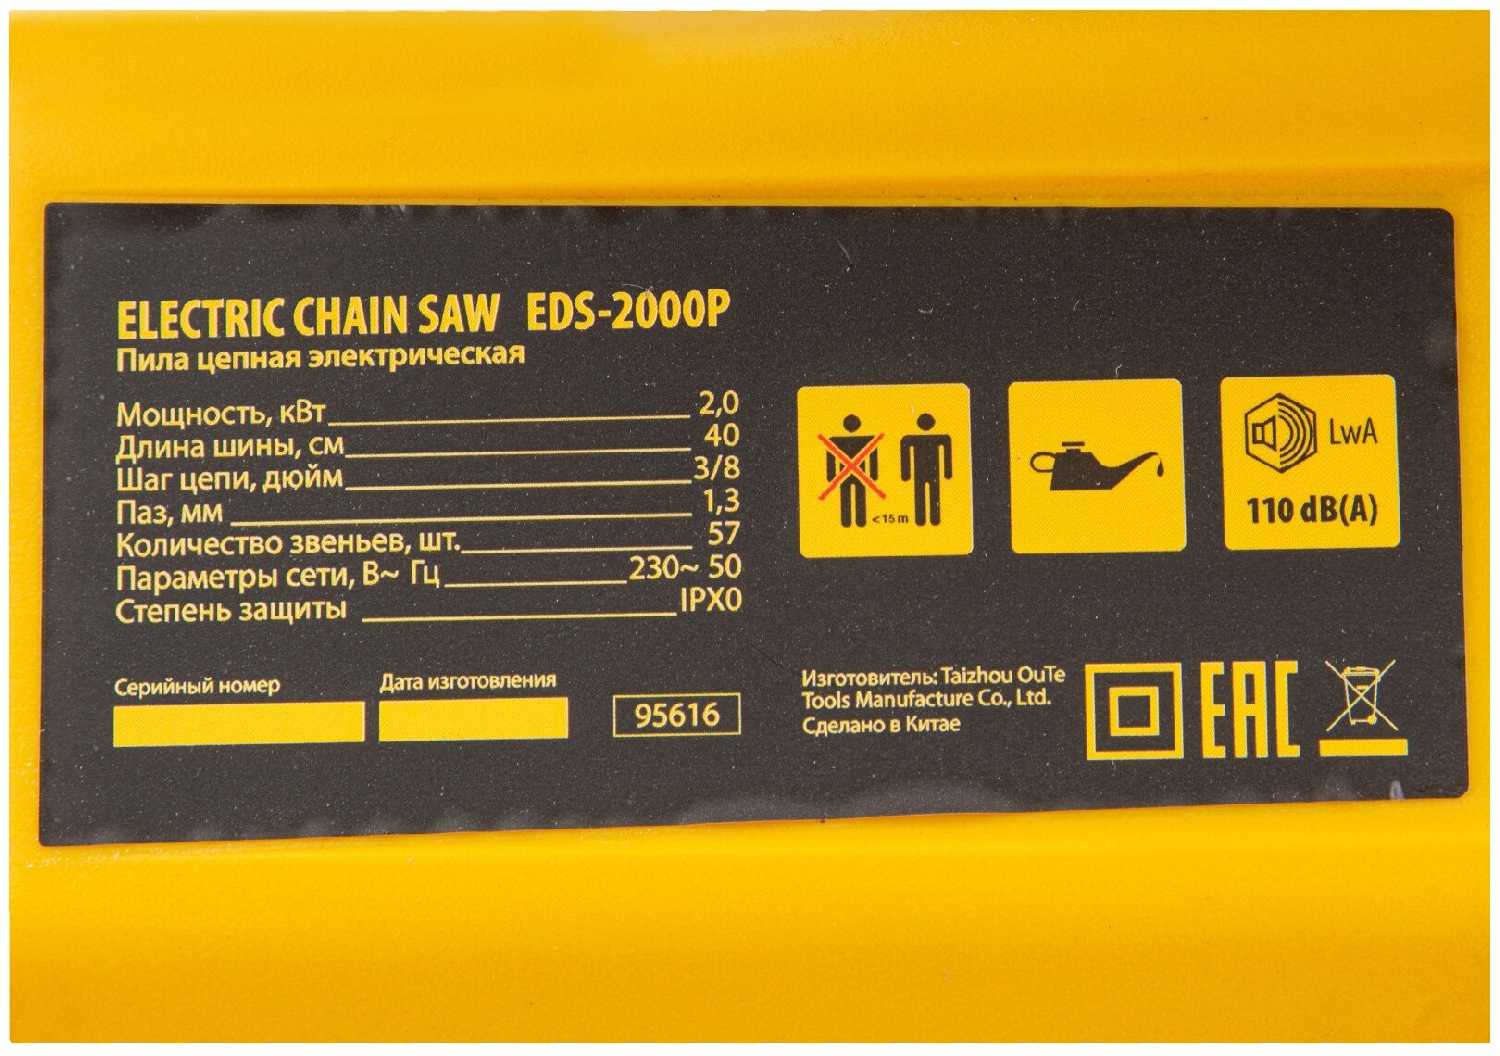 ELECTRIC CHAIN SAW EDS-2000P
Пила цепная электрическая
Мощность, кВт 2,0
Длина шины, см 40
Шаг цепи, дюйм 3/8
Паз, мм 1,3
Количество звеньев, шт. 57
Параметры сети, В~ Гц 230~ 50
Степень защиты IPX0
<15 m
LwA
110 dB(A)
Серийный номер
Дата изготовления
95616
Изготовитель: Taizhou OuTe
Tools Manufacture Co., Ltd.
Сделано в Китае
EAC